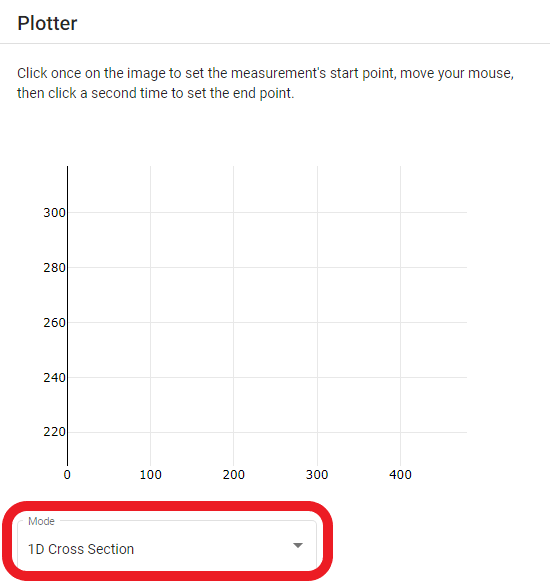 Plotter
Click once on the image to set the measurement's start point, move your mouse,
then click a second time to set the end point.
300
280
260
240
220
0 100 200 300 400
Mode
1D Cross Section